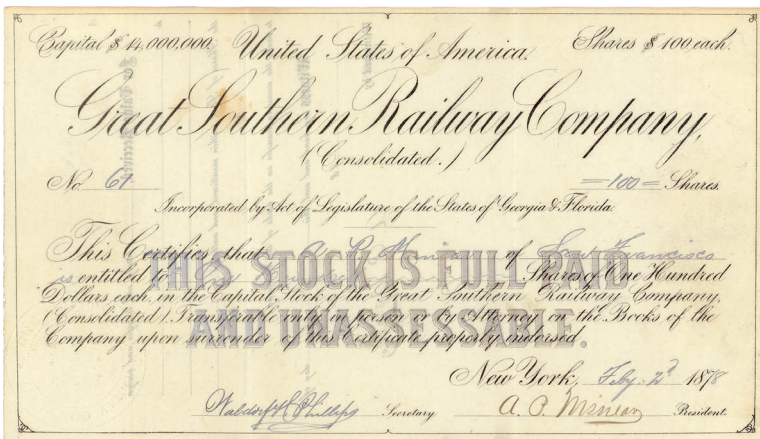 Capital $ 14,000,000. United States of America. Shares $ 100 each.
Great Southern Railway Company,
(Consolidated.)
No 61 =100= Shares.
Incorporated by Act of Legislature of the States of Georgia & Florida.
This Certifies that of San Francisco
is entitled to Shares of One Hundred
THIS STOCK IS FULL PAID
Dollars each, in the Capital Stock of the Great Southern Railway Company,
(Consolidated) Transferable only in person or by Attorney on the Books of the
AND UNASSESSABLE.
Company upon surrender of this Certificate properly endorsed.
New York, Feby. 2d 1878
Secretary A. P. President.